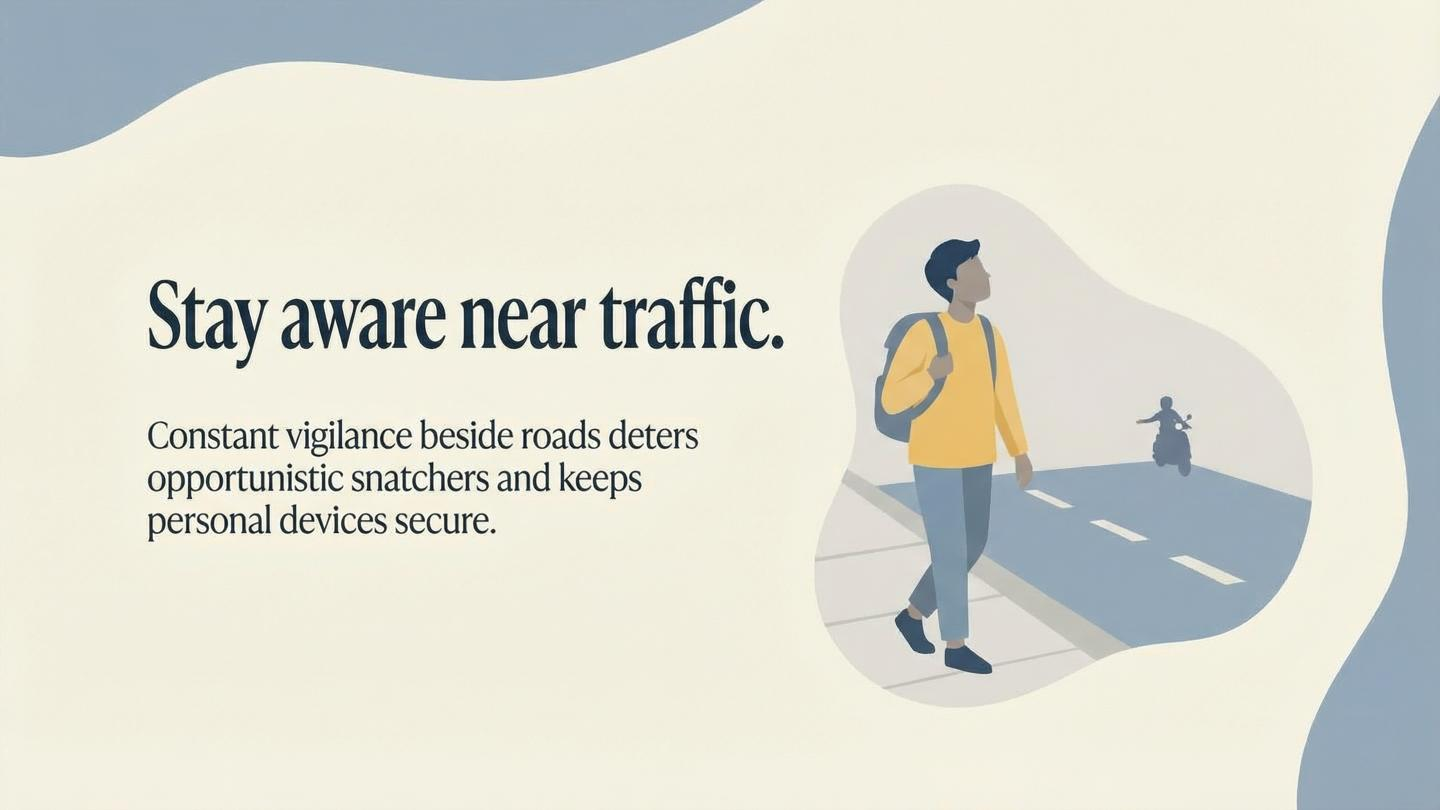 Stay aware near traffic.
Constant vigilance beside roads deters
opportunistic snatchers and keeps
personal devices secure.